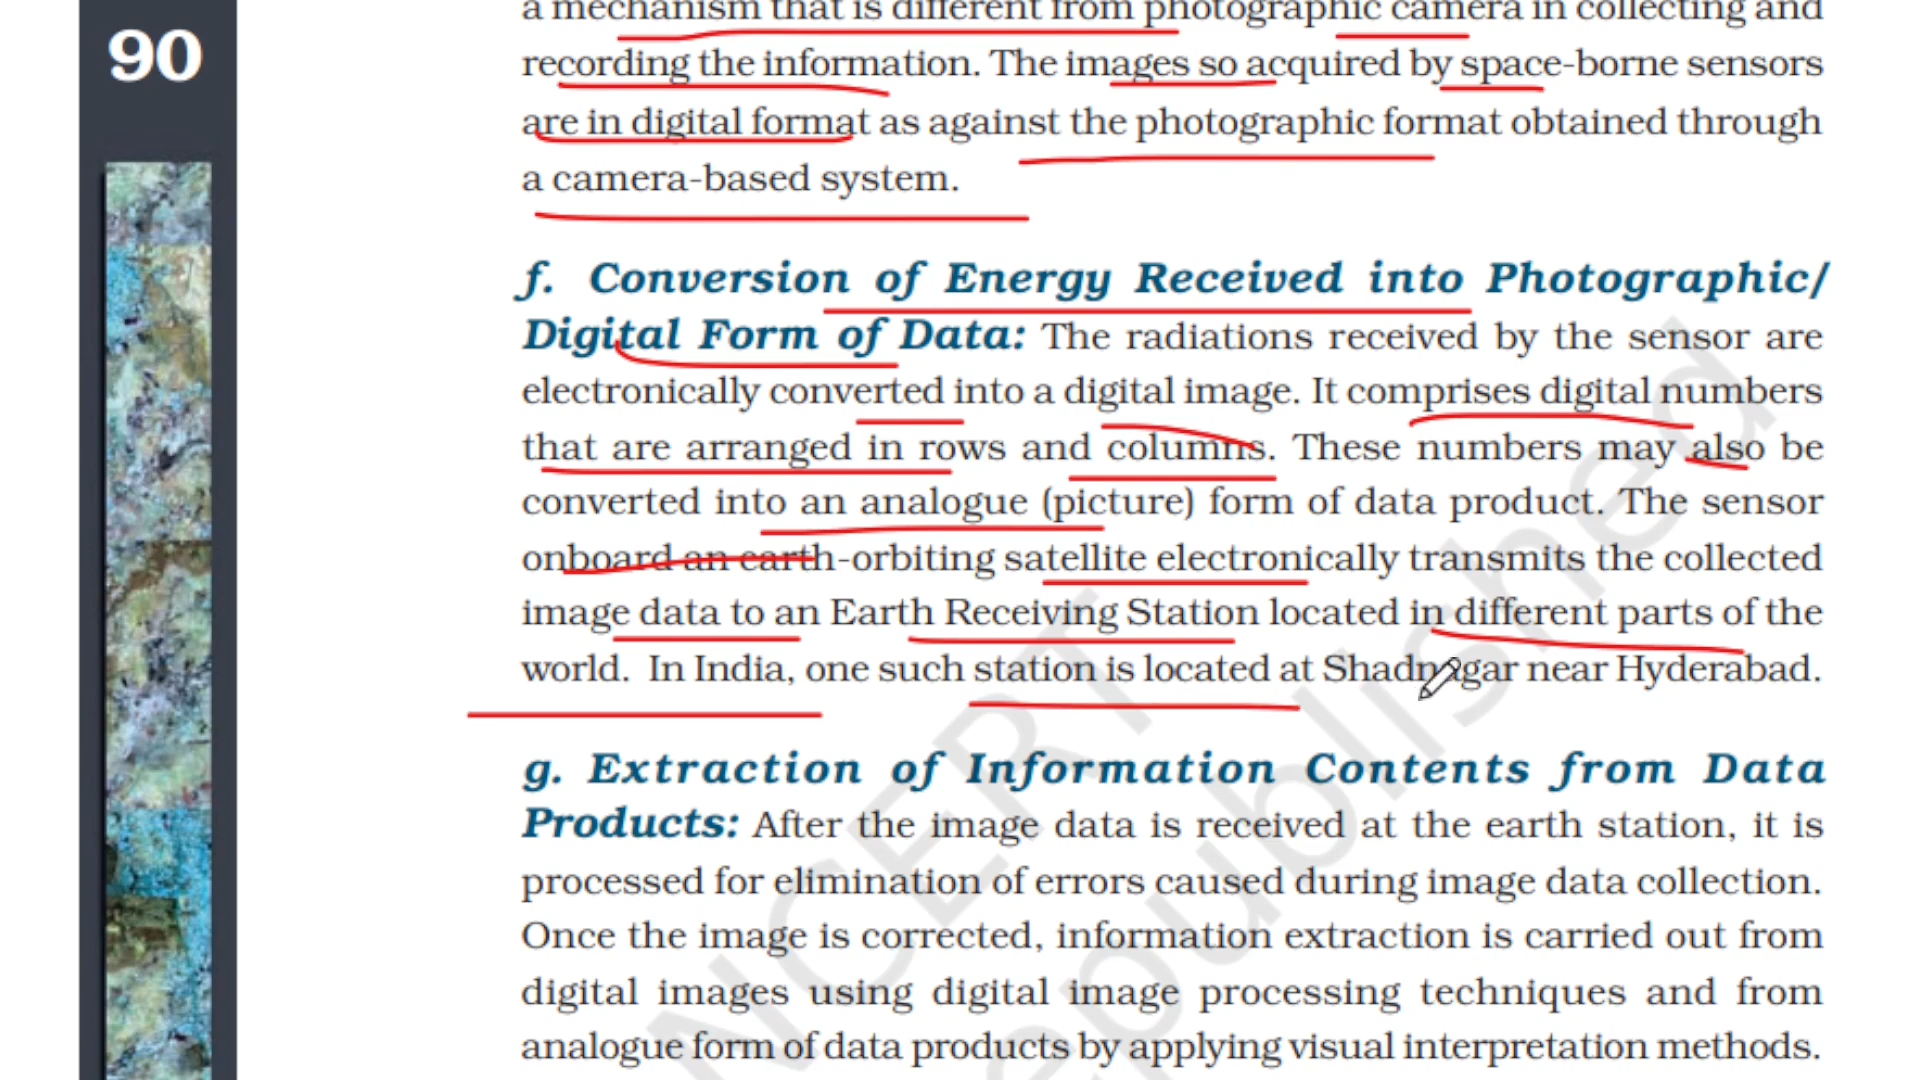 90
a mechanism that is different from photographic camera in collecting and
recording the information. The images so acquired by space-borne sensors
are in digital format as against the photographic format obtained through
a camera-based system.
f. Conversion of Energy Received into Photographic/
Digital Form of Data: The radiations received by the sensor are
electronically converted into a digital image. It comprises digital numbers
that are arranged in rows and columns. These numbers may also be
converted into an analogue (picture) form of data product. The sensor
onboard an earth-orbiting satellite electronically transmits the collected
image data to an Earth Receiving Station located in different parts of the
world. In India, one such station is located at Shadnagar near Hyderabad.
g. Extraction of Information Contents from Data
Products: After the image data is received at the earth station, it is
processed for elimination of errors caused during image data collection.
Once the image is corrected, information extraction is carried out from
digital images using digital image processing techniques and from
analogue form of data products by applying visual interpretation methods.
NCERT
republished